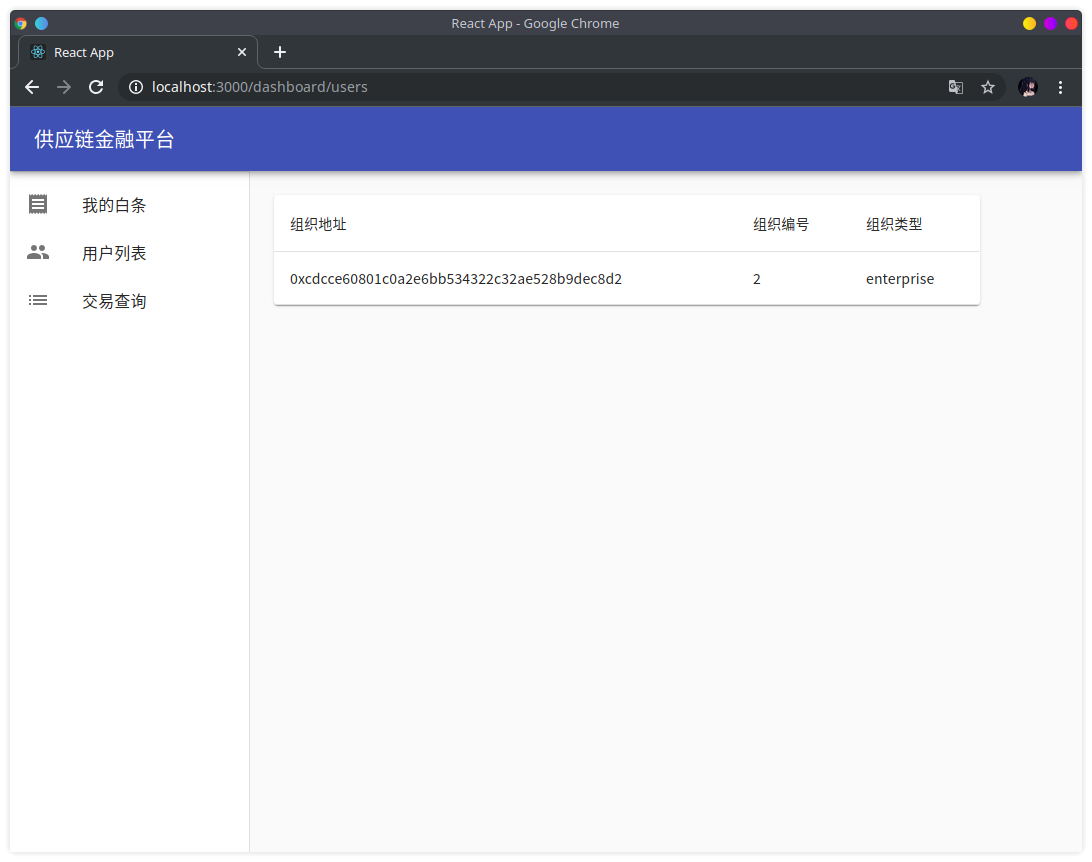 React App - Google Chrome
React App
localhost:3000/dashboard/users
供应链金融平台
我的白条
用户列表
交易查询
组织地址 组织编号 组织类型
0xcdcce60801c0a2e6bb534322c32ae528b9dec8d2 2 enterprise